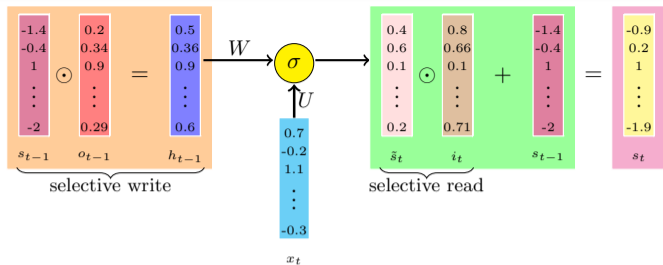 -1.4 0.2 0.5 0.4 0.8 -1.4 -0.9
-0.4 0.34 0.36 W 0.6 0.66 -0.4 0.2
1 ⊙ 0.9 = 0.9 σ 0.1 ⊙ 0.1 + 1 = 1
⋮ ⋮ ⋮ U ⋮ ⋮ ⋮ ⋮
-2 0.29 0.6 0.2 0.71 -2 -1.9
s_{t−1} o_{t−1} h_{t−1} s̃_t i_t s_{t−1} s_t
selective write selective read
0.7
-0.2
1.1
⋮
-0.3
x_t